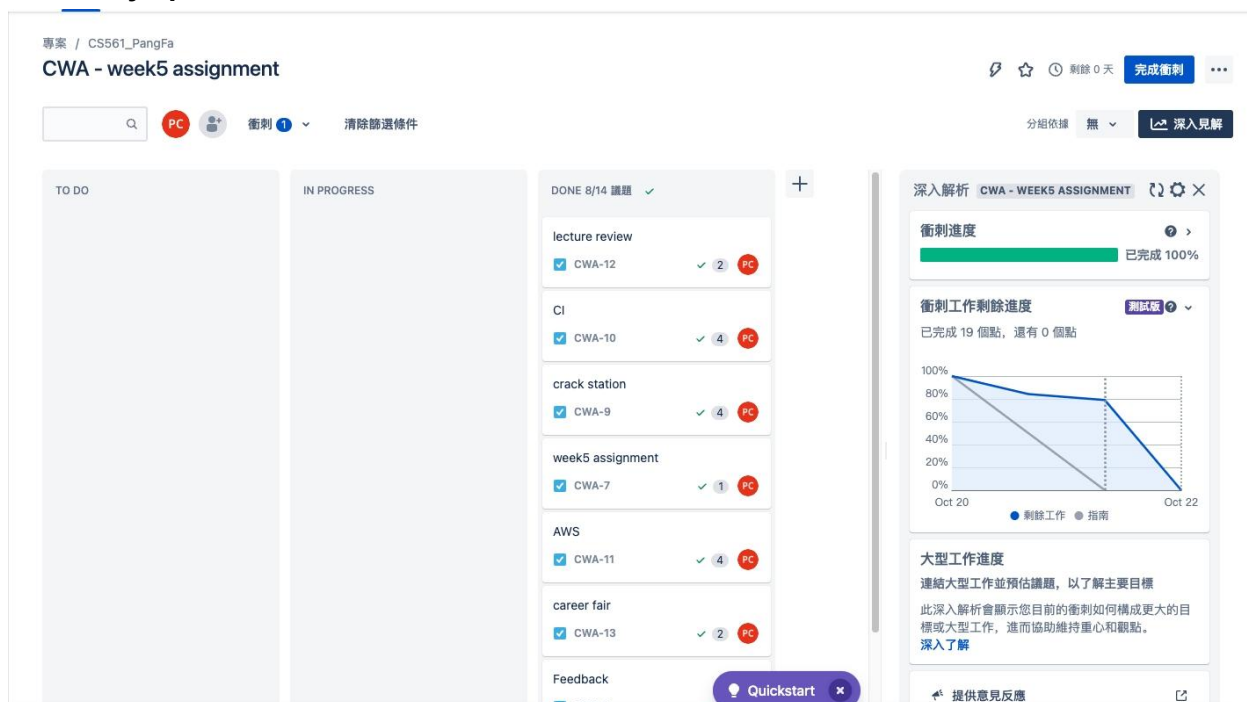 專案 / CS561_PangFa
CWA - week5 assignment
剩餘 0 天
完成衝刺
PC
衝刺 1
清除篩選條件
分組依據
無
深入見解
TO DO
IN PROGRESS
DONE 8/14 議題
lecture review
CWA-12 2 PC
CI
CWA-10 4 PC
crack station
CWA-9 4 PC
week5 assignment
CWA-7 1 PC
AWS
CWA-11 4 PC
career fair
CWA-13 2 PC
Feedback
Quickstart
深入解析 CWA - WEEK5 ASSIGNMENT
衝刺進度
已完成 100%
衝刺工作剩餘進度 測試版
已完成 19 個點，還有 0 個點
100%
80%
60%
40%
20%
0%
Oct 20 Oct 22
剩餘工作 指南
大型工作進度
連結大型工作並預估議題，以了解主要目標
此深入解析會顯示您目前的衝刺如何構成更大的目
標或大型工作，進而協助維持重心和觀點。
深入了解
提供意見反應